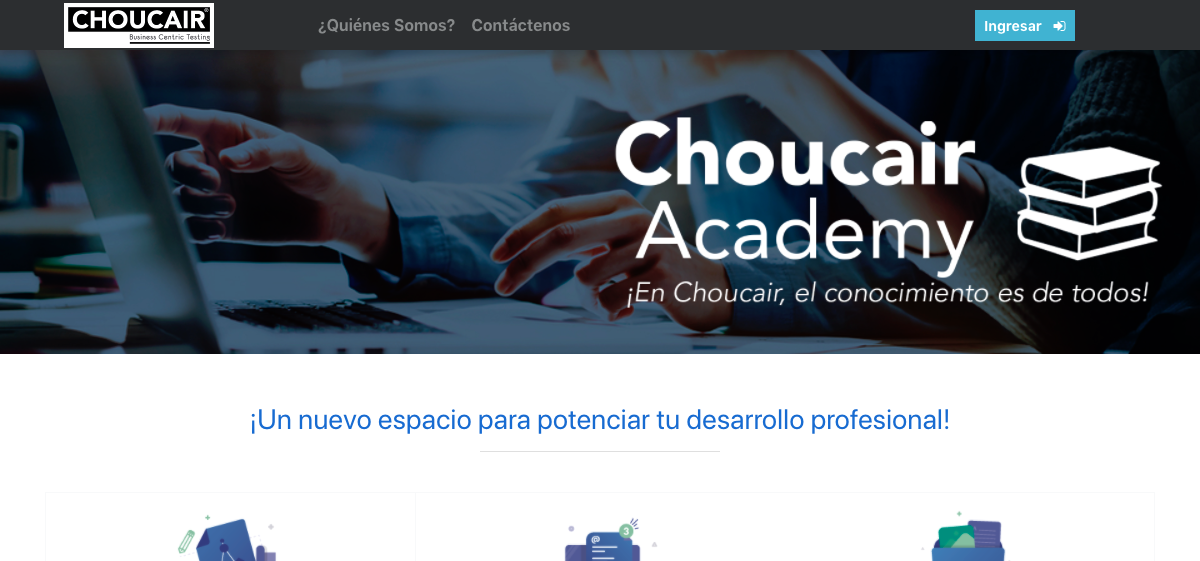 CHOUCAIR®
Business Centric Testing
¿Quiénes Somos?
Contáctenos
Ingresar
Choucair
Academy
¡En Choucair, el conocimiento es de todos!
¡Un nuevo espacio para potenciar tu desarrollo profesional!
@
3